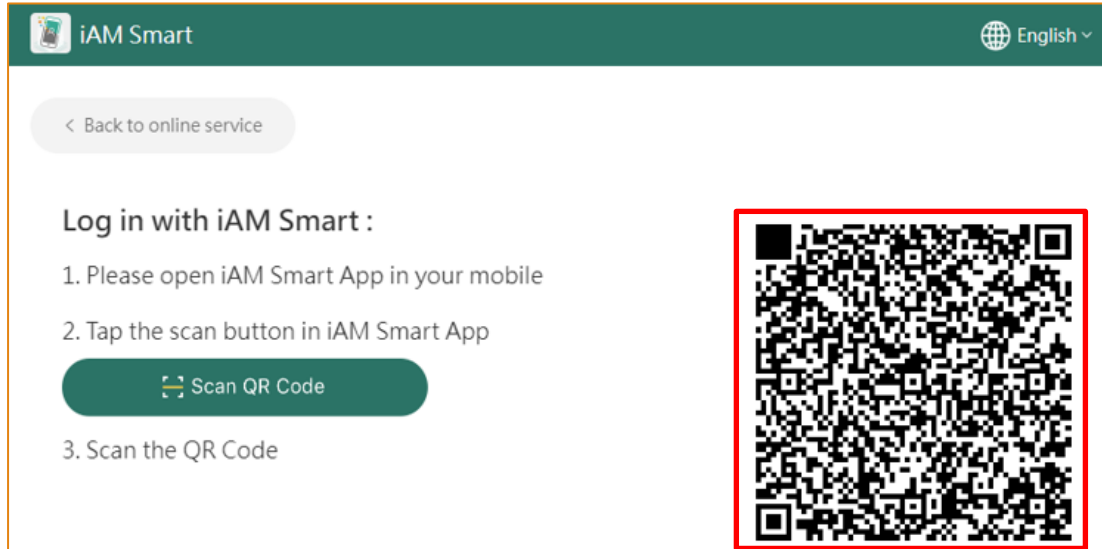 iAM Smart
English
< Back to online service
Log in with iAM Smart :
1. Please open iAM Smart App in your mobile
2. Tap the scan button in iAM Smart App
Scan QR Code
3. Scan the QR Code